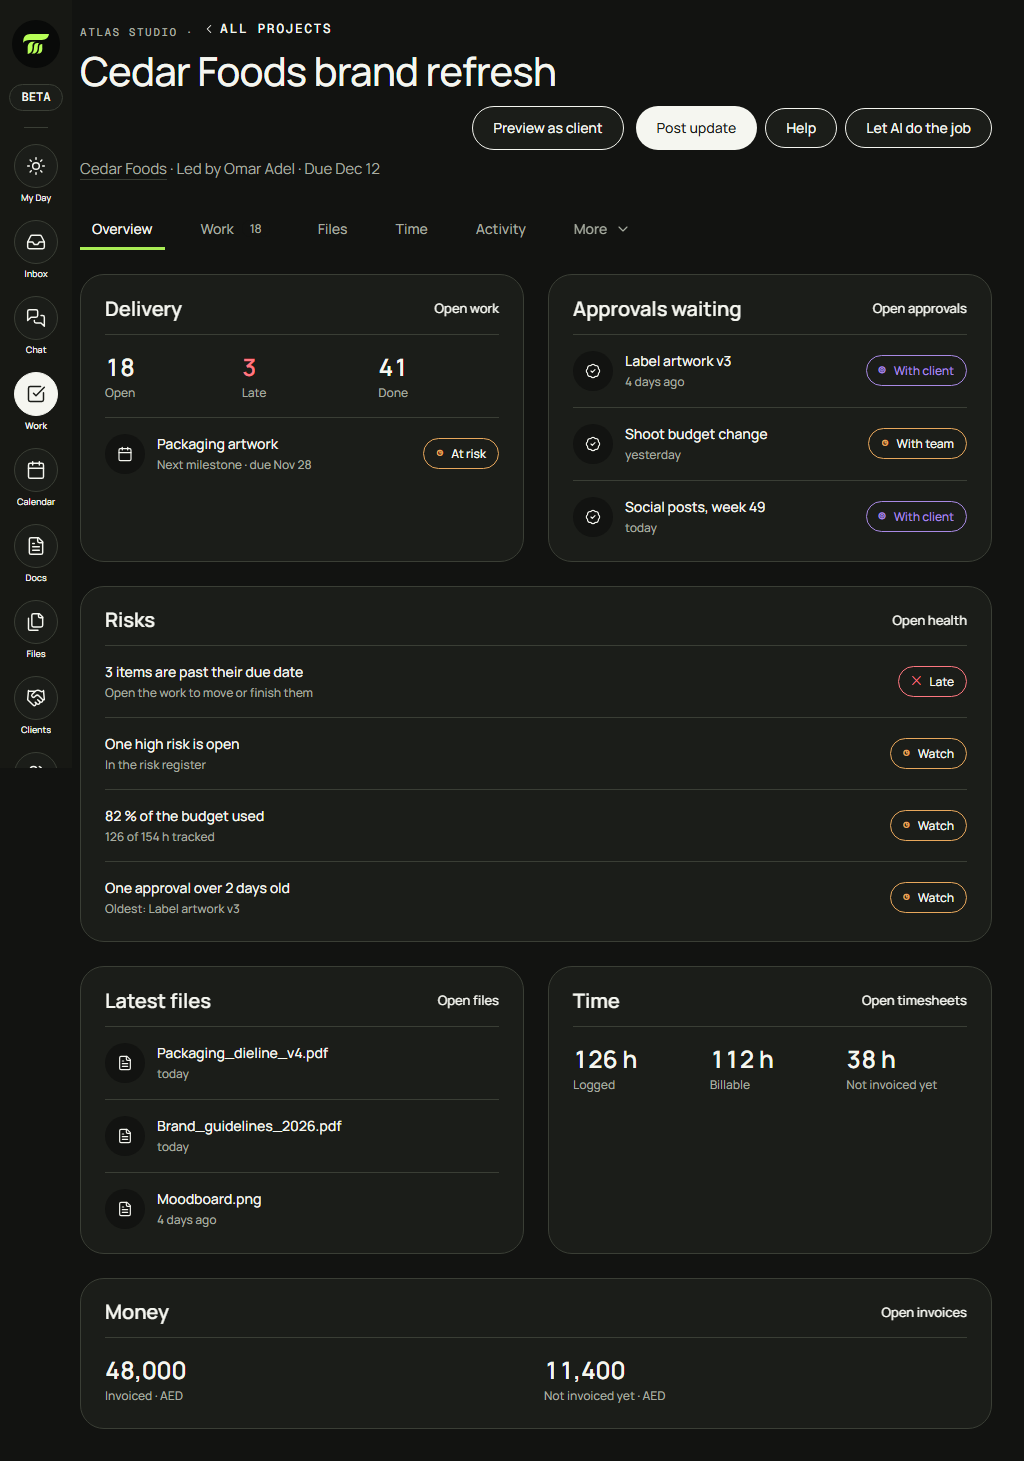 ATLAS STUDIO ·
ALL PROJECTS
Cedar Foods brand refresh
Preview as client
Post update
Help
Let AI do the job
Cedar Foods · Led by Omar Adel · Due Dec 12
BETA
My Day
Inbox
Chat
Work
Calendar
Docs
Files
Clients
Overview
Work 18
Files
Time
Activity
More
Delivery
Open work
18
Open
3
Late
41
Done
Packaging artwork
Next milestone · due Nov 28
At risk
Approvals waiting
Open approvals
Label artwork v3
4 days ago
With client
Shoot budget change
yesterday
With team
Social posts, week 49
today
With client
Risks
Open health
3 items are past their due date
Open the work to move or finish them
Late
One high risk is open
In the risk register
Watch
82 % of the budget used
126 of 154 h tracked
Watch
One approval over 2 days old
Oldest: Label artwork v3
Watch
Latest files
Open files
Packaging_dieline_v4.pdf
today
Brand_guidelines_2026.pdf
today
Moodboard.png
4 days ago
Time
Open timesheets
126 h
Logged
112 h
Billable
38 h
Not invoiced yet
Money
Open invoices
48,000
Invoiced · AED
11,400
Not invoiced yet · AED